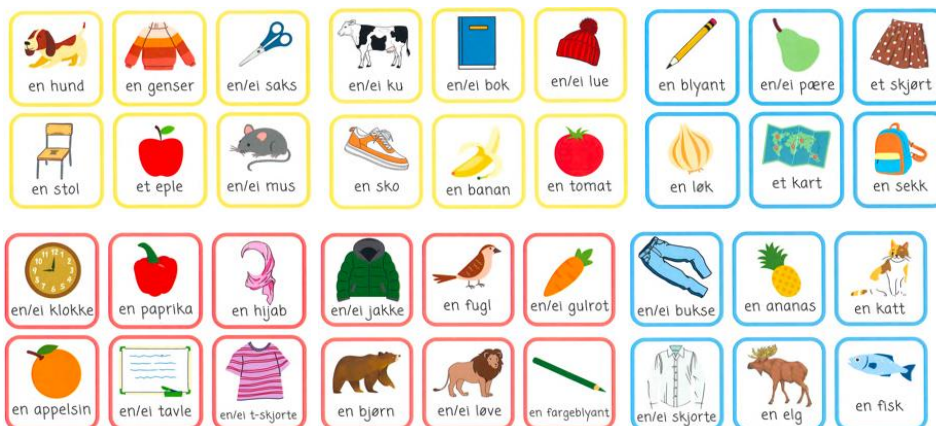 en hund
en genser
en/ei saks
en/ei ku
en/ei bok
en/ei lue
en blyant
en/ei pære
et skjørt
en stol
et eple
en/ei mus
en sko
en banan
en tomat
en løk
et kart
en sekk
en/ei klokke
en paprika
en hijab
en/ei jakke
en fugl
en/ei gulrot
en/ei bukse
en ananas
en katt
en appelsin
en/ei tavle
en/ei t-skjorte
en bjørn
en/ei løve
en fargeblyant
en/ei skjorte
en elg
en fisk